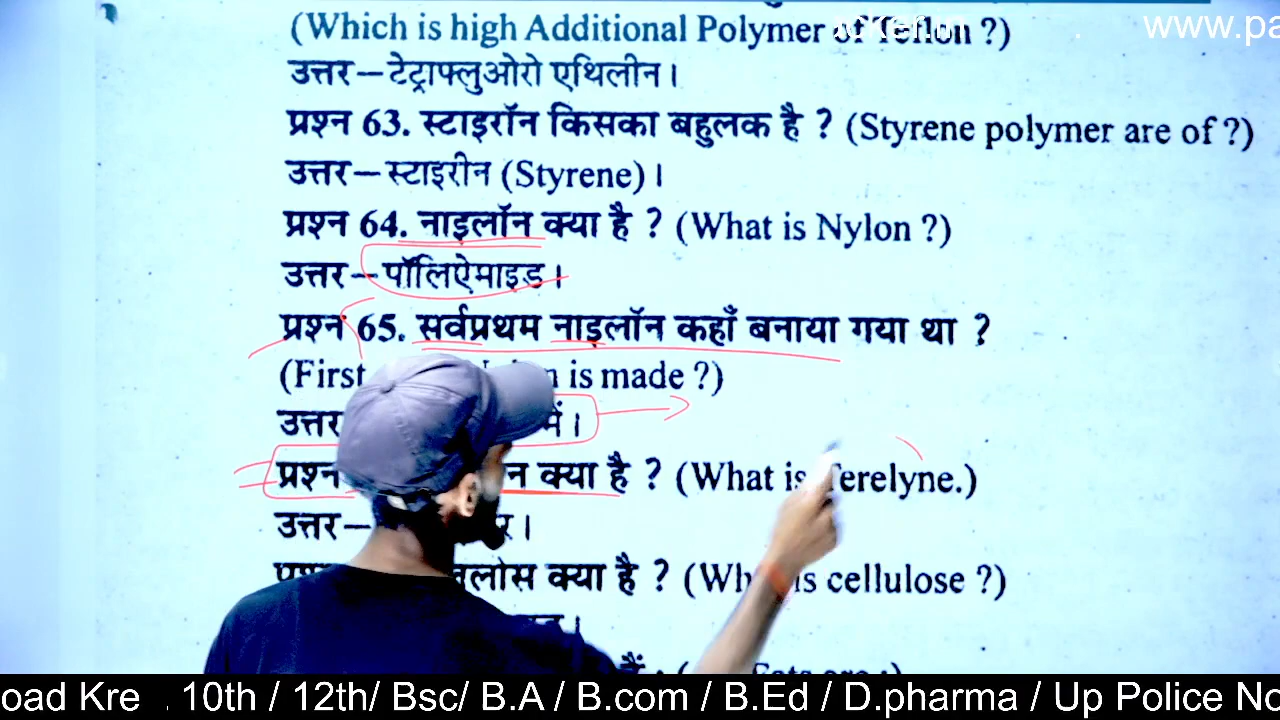 www.pa
(Which is high Additional Polymer of Teflon ?)
उत्तर–टेट्राफ्लुओरो एथिलीन।
प्रश्न 63. स्टाइरॉन किसका बहुलक है ? (Styrene polymer are of ?)
उत्तर–स्टाइरीन (Styrene)।
प्रश्न 64. नाइलॉन क्या है ? (What is Nylon ?)
उत्तर–पॉलिऐमाइड।
प्रश्न 65. सर्वप्रथम नाइलॉन कहाँ बनाया गया था ?
(First is made ?)
उत्तर में।
प्रश्न न क्या है ? (What is Terelyne.)
उत्तर– र।
लोस क्या है ? (Wh is cellulose ?)
oad Kre . 10th / 12th/ Bsc/ B.A / B.com / B.Ed / D.pharma / Up Police No